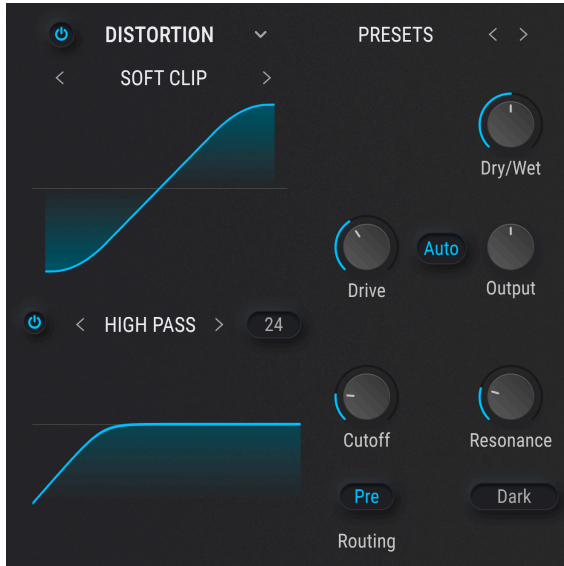 DISTORTION
PRESETS
SOFT CLIP
Dry/Wet
Auto
Drive
Output
HIGH PASS
24
Cutoff
Resonance
Pre
Dark
Routing